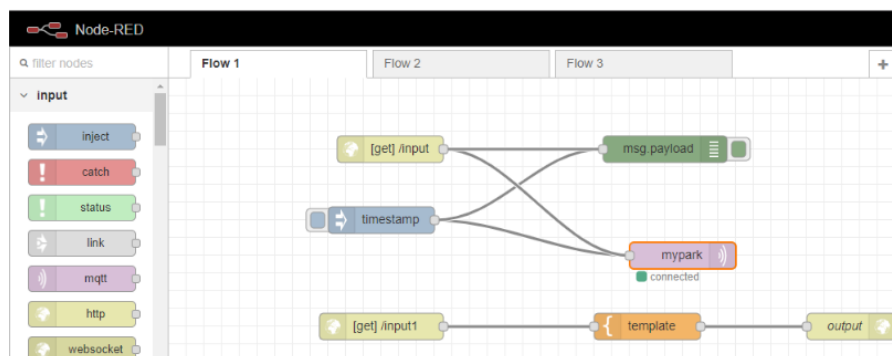 Node-RED
filter nodes
Flow 1
Flow 2
Flow 3
+
input
inject
catch
status
link
mqtt
http
websocket
[get] /input
msg.payload
timestamp
mypark
connected
[get] /input1
template
output